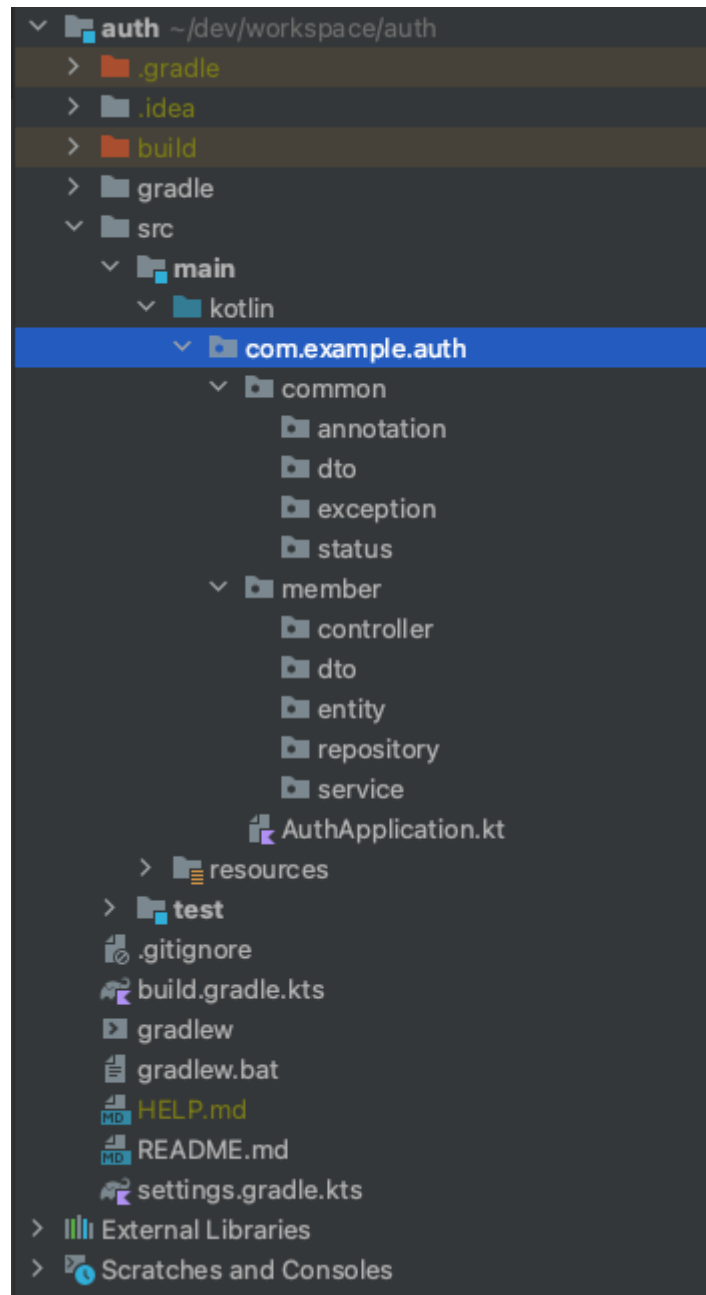 auth ~/dev/workspace/auth
.gradle
.idea
build
gradle
src
main
kotlin
com.example.auth
common
annotation
dto
exception
status
member
controller
dto
entity
repository
service
AuthApplication.kt
resources
test
.gitignore
build.gradle.kts
gradlew
gradlew.bat
MD HELP.md
MD README.md
settings.gradle.kts
External Libraries
Scratches and Consoles